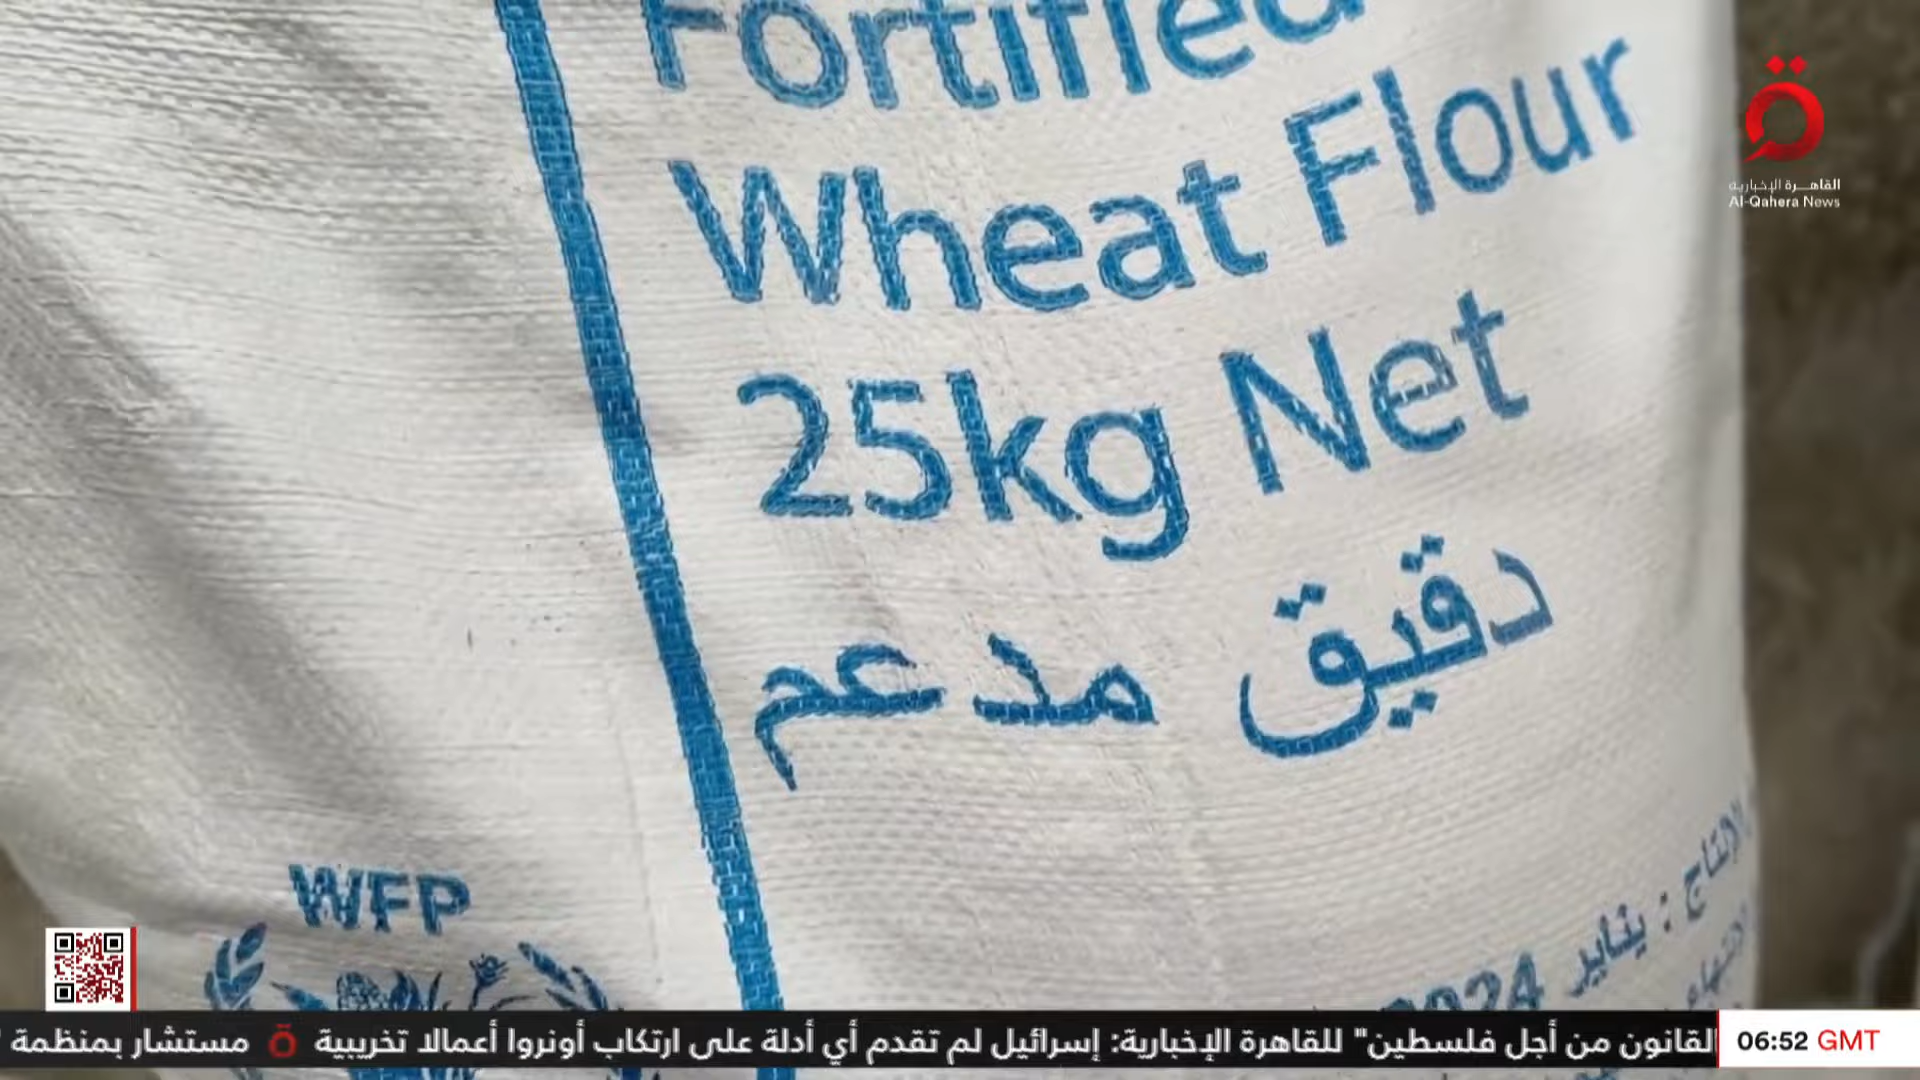 Fortified
Wheat Flour
25kg Net
دقيق مدعم
الإنتاج : يناير 2024
WFP
القاهرة الإخبارية
Al-Qahera News
القانون من أجل فلسطين" للقاهرة الإخبارية: إسرائيل لم تقدم أي أدلة على ارتكاب أونروا أعمالا تخريبية
مستشار بمنظمة "
06:52 GMT